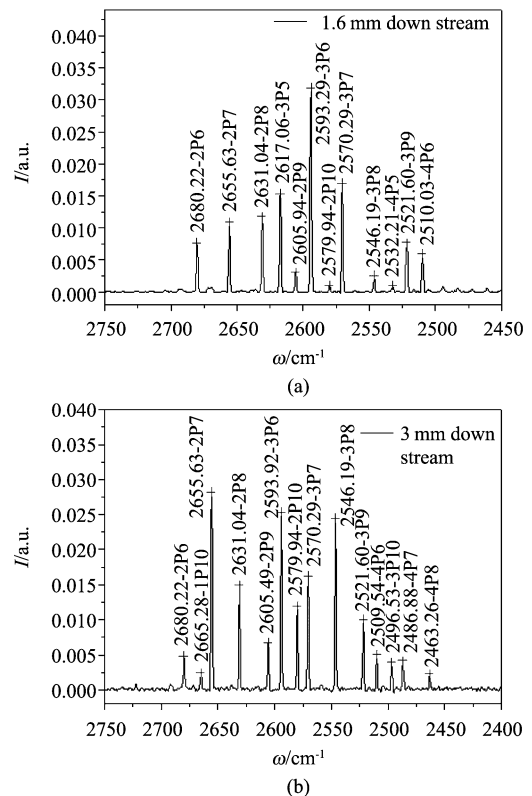 1.6 mm down stream
I/a.u.
0.040
0.035
0.030
0.025
0.020
0.015
0.010
0.005
0.000
2680.22-2P6
2655.63-2P7
2631.04-2P8
2617.06-3P5
2605.94-2P9
2593.29-3P6
2579.94-2P10
2570.29-3P7
2546.19-3P8
2532.21-4P5
2521.60-3P9
2510.03-4P6
2750 2700 2650 2600 2550 2500 2450
ω/cm⁻¹
(a)
3 mm down
stream
I/a.u.
0.040
0.035
0.030
0.025
0.020
0.015
0.010
0.005
0.000
2680.22-2P6
2665.28-1P10
2655.63-2P7
2631.04-2P8
2605.49-2P9
2593.92-3P6
2579.94-2P10
2570.29-3P7
2546.19-3P8
2521.60-3P9
2509.54-4P6
2496.53-3P10
2486.88-4P7
2463.26-4P8
2750 2700 2650 2600 2550 2500 2450 2400
ω/cm⁻¹
(b)